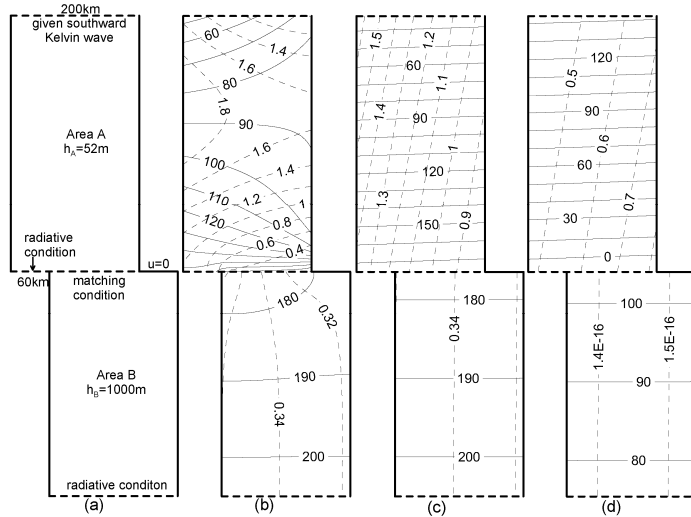 200km
given southward
Kelvin wave
Area A
hA=52m
radiative
condition
u=0
60km
matching
condition
Area B
hB=1000m
radiative conditon
(a)
60
1.4
1.6
80
1.8
90
1.6
100
1.4
110
1.2
1
120
0.8
0.6
0.4
180
0.32
190
0.34
200
(b)
1.5
1.2
60
1.1
1.4
90
1
120
1.3
150
0.9
180
0.34
190
200
(c)
120
0.5
90
0.6
60
0.7
30
0
100
1.4E-16
1.5E-16
90
80
(d)